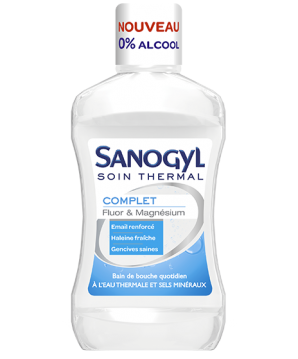 NOUVEAU
0% ALCOOL
SANOGYL
SOIN THERMAL
COMPLET
Fluor & Magnésium
Email renforcé
Haleine fraîche
Gencives saines
Bain de bouche quotidien
À L'EAU THERMALE ET SELS MINÉRAUX